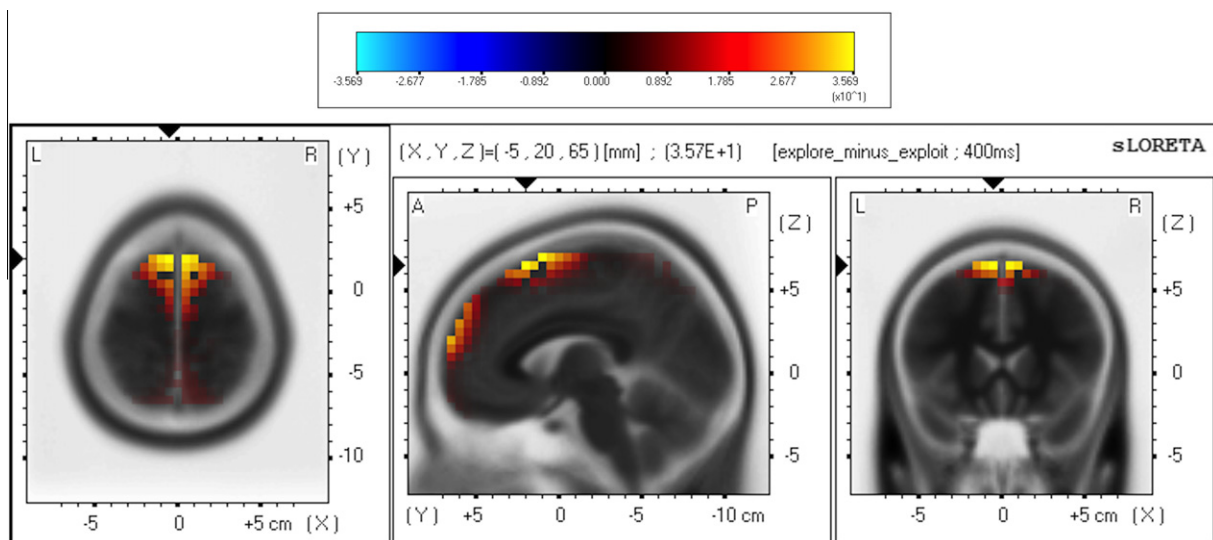 -3.569 -2.677 -1.785 -0.892 0.000 0.892 1.785 2.677 3.569
(x10^1)
(X , Y , Z)=( -5 , 20 , 65 ) [mm] ; (3.57E+1) [explore_minus_exploit ; 400ms] sLORETA
L R (Y)
+5
0
-5
-10
-5 0 +5 cm (X)
A P (Z)
+5
0
-5
(Y) +5 0 -5 -10 cm
L R (Z)
+5
0
-5
-5 0 +5 cm (X)